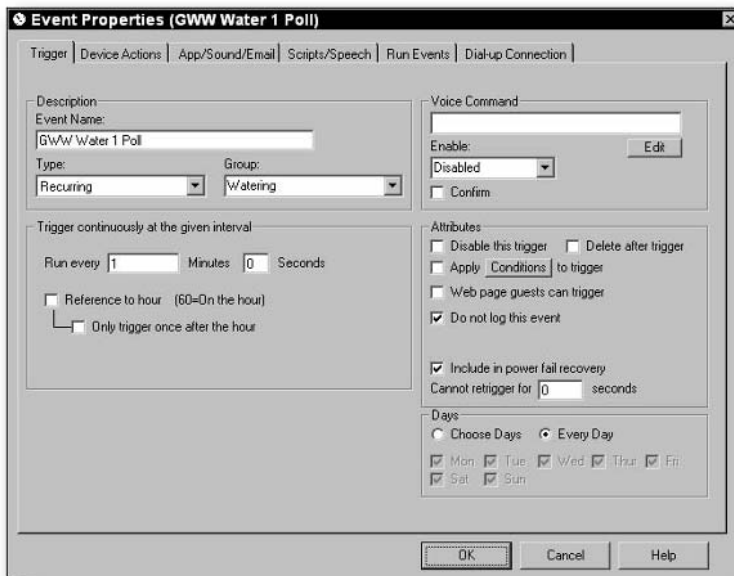 Event Properties (GWW Water 1 Poll)
Trigger Device Actions App/Sound/Email Scripts/Speech Run Events Dial-up Connection
Description
Event Name:
GWW Water 1 Poll
Type: Group:
Recurring Watering
Trigger continuously at the given interval
Run every 1 Minutes 0 Seconds
Reference to hour (60=On the hour)
Only trigger once after the hour
Voice Command
Enable: Edit
Disabled
Confirm
Attributes
Disable this trigger Delete after trigger
Apply Conditions to trigger
Web page guests can trigger
Do not log this event
Include in power fail recovery
Cannot retrigger for 0 seconds
Days
Choose Days Every Day
Mon Tue Wed Thur Fri
Sat Sun
OK Cancel Help